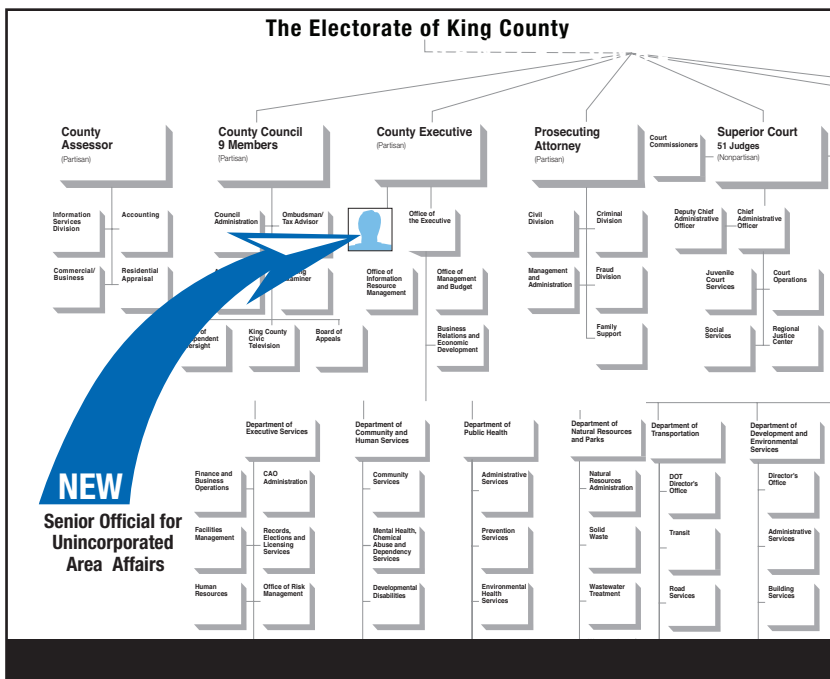 The Electorate of King County
County
Assessor
(Partisan)
County Council
9 Members
(Partisan)
County Executive
(Partisan)
Prosecuting
Attorney
(Partisan)
Court
Commissioners
Superior Court
51 Judges
(Nonpartisan)
Information
Services
Division
Accounting
Commercial/
Business
Residential
Appraisal
Council
Administration
Ombudsman/
Tax Advisor
King County
Civic
Television
Board of
Appeals
Office of
the Executive
Office of
Information
Resource
Management
Office of
Management
and Budget
Business
Relations and
Economic
Development
Civil
Division
Criminal
Division
Management
and
Administration
Fraud
Division
Family
Support
Deputy Chief
Administrative
Officer
Chief
Administrative
Officer
Juvenile
Court
Services
Court
Operations
Social
Services
Regional
Justice
Center
Department of
Executive Services
Finance and
Business
Operations
CAO
Administration
Facilities
Management
Records,
Elections and
Licensing
Services
Human
Resources
Office of Risk
Management
Department of
Community and
Human Services
Community
Services
Mental Health,
Chemical
Abuse and
Dependency
Services
Developmental
Disabilities
Department of
Public Health
Administrative
Services
Prevention
Services
Environmental
Health
Services
Department of
Natural Resources
and Parks
Natural
Resources
Administration
Solid
Waste
Wastewater
Treatment
Department of
Transportation
DOT
Director's
Office
Transit
Road
Services
Department of
Development and
Environmental
Services
Director's
Office
Administrative
Services
Building
Services
NEW
Senior Official for
Unincorporated
Area Affairs